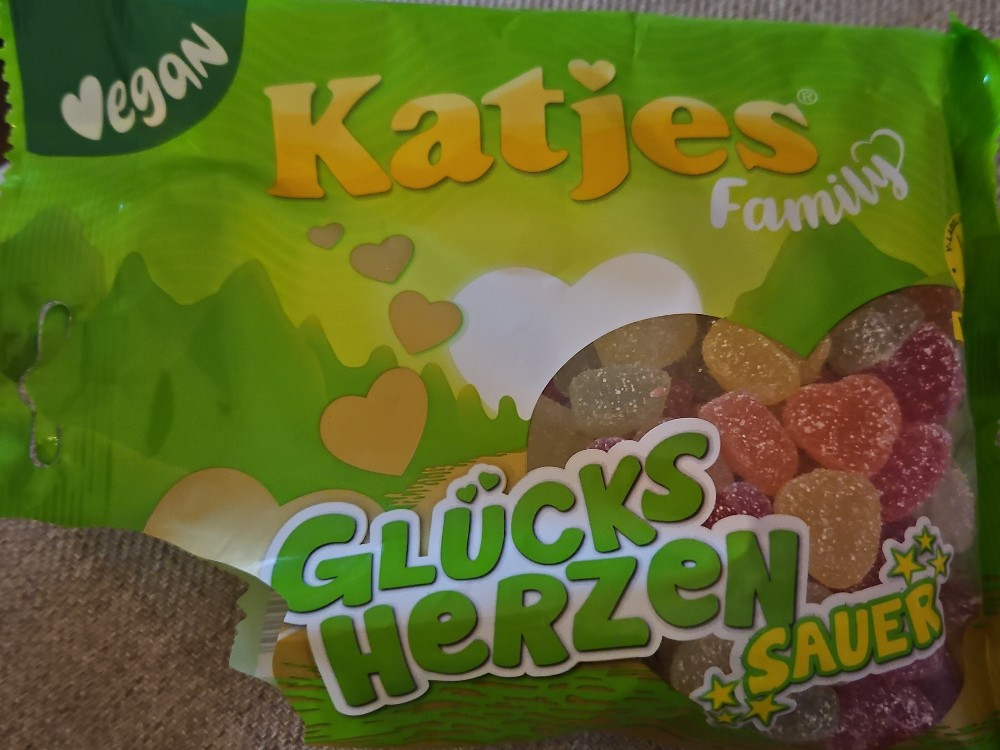 vegan
Katjes®
Family
GLÜCKS
HERZEN
SAUER